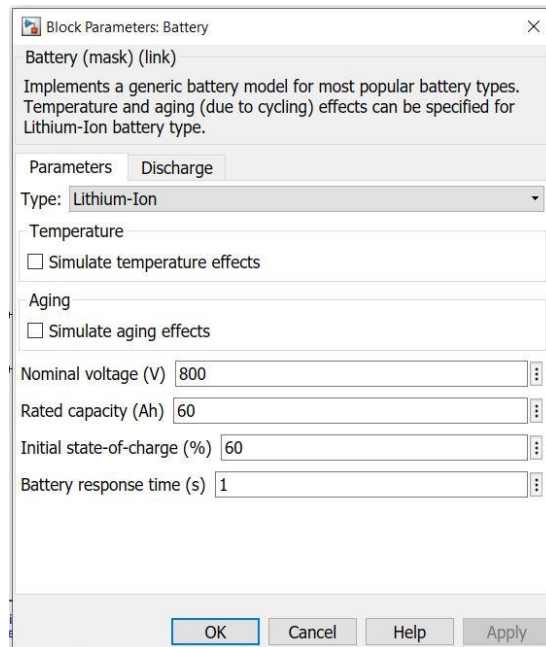 Block Parameters: Battery
Battery (mask) (link)
Implements a generic battery model for most popular battery types.
Temperature and aging (due to cycling) effects can be specified for
Lithium-Ion battery type.
Parameters Discharge
Type: Lithium-Ion
Temperature
Simulate temperature effects
Aging
Simulate aging effects
Nominal voltage (V) 800
Rated capacity (Ah) 60
Initial state-of-charge (%) 60
Battery response time (s) 1
OK Cancel Help Apply